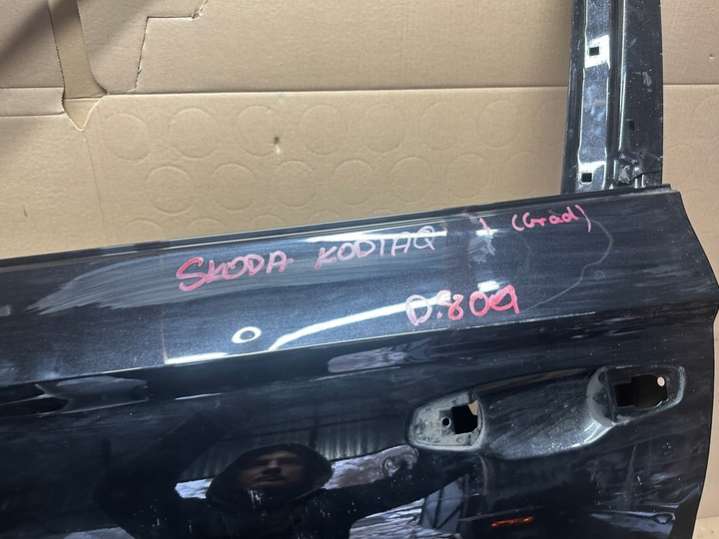 SKODA KODIAQ 1 (Grad)
D.809